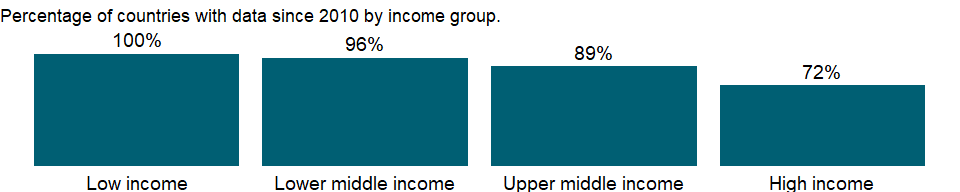 Percentage of countries with data since 2010 by income group.
100%
96%
89%
72%
Low income
Lower middle income
Upper middle income
High income